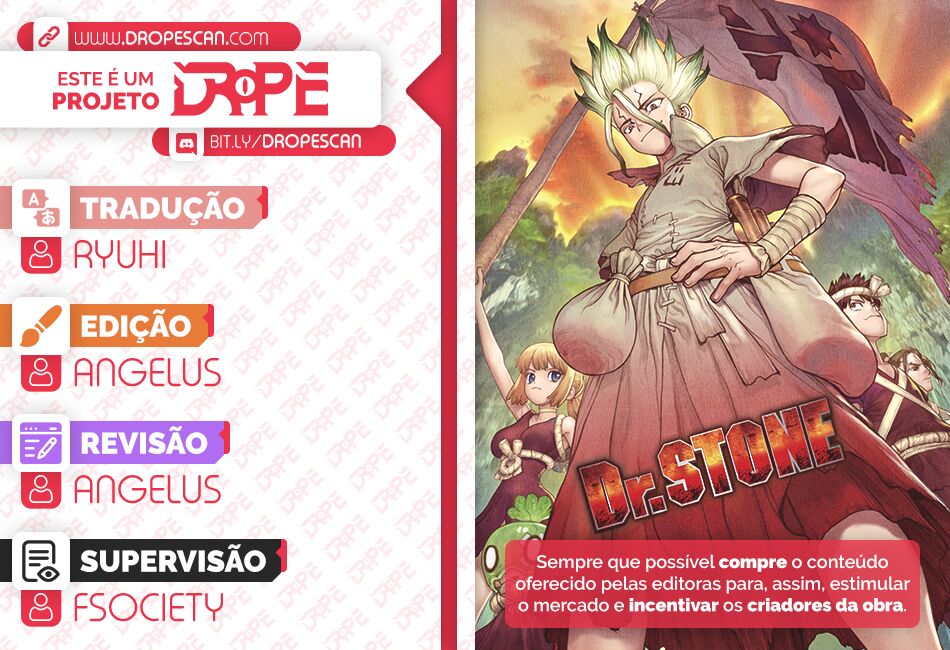 www.DROPESCAN.com
ESTE É UM
PROJETO
DROPE
BIT.LY/DROPESCAN
TRADUÇÃO
RYUHI
EDIÇÃO
ANGELUS
REVISÃO
ANGELUS
SUPERVISÃO
FSOCIETY
Dr.STONE
Sempre que possível compre o conteúdo
oferecido pelas editoras para, assim, estimular
o mercado e incentivar os criadores da obra.